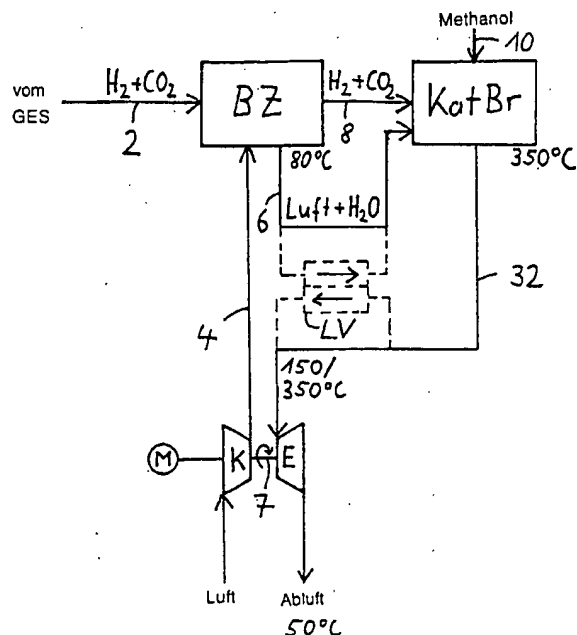 Methanol
10
vom
GES
H₂+CO₂
2
BZ
80°C
H₂+CO₂
8
KatBr
350°C
6
Luft+H₂O
LV
32
4
150/
350°C
M
K
E
7
Luft
Abluft
50°C